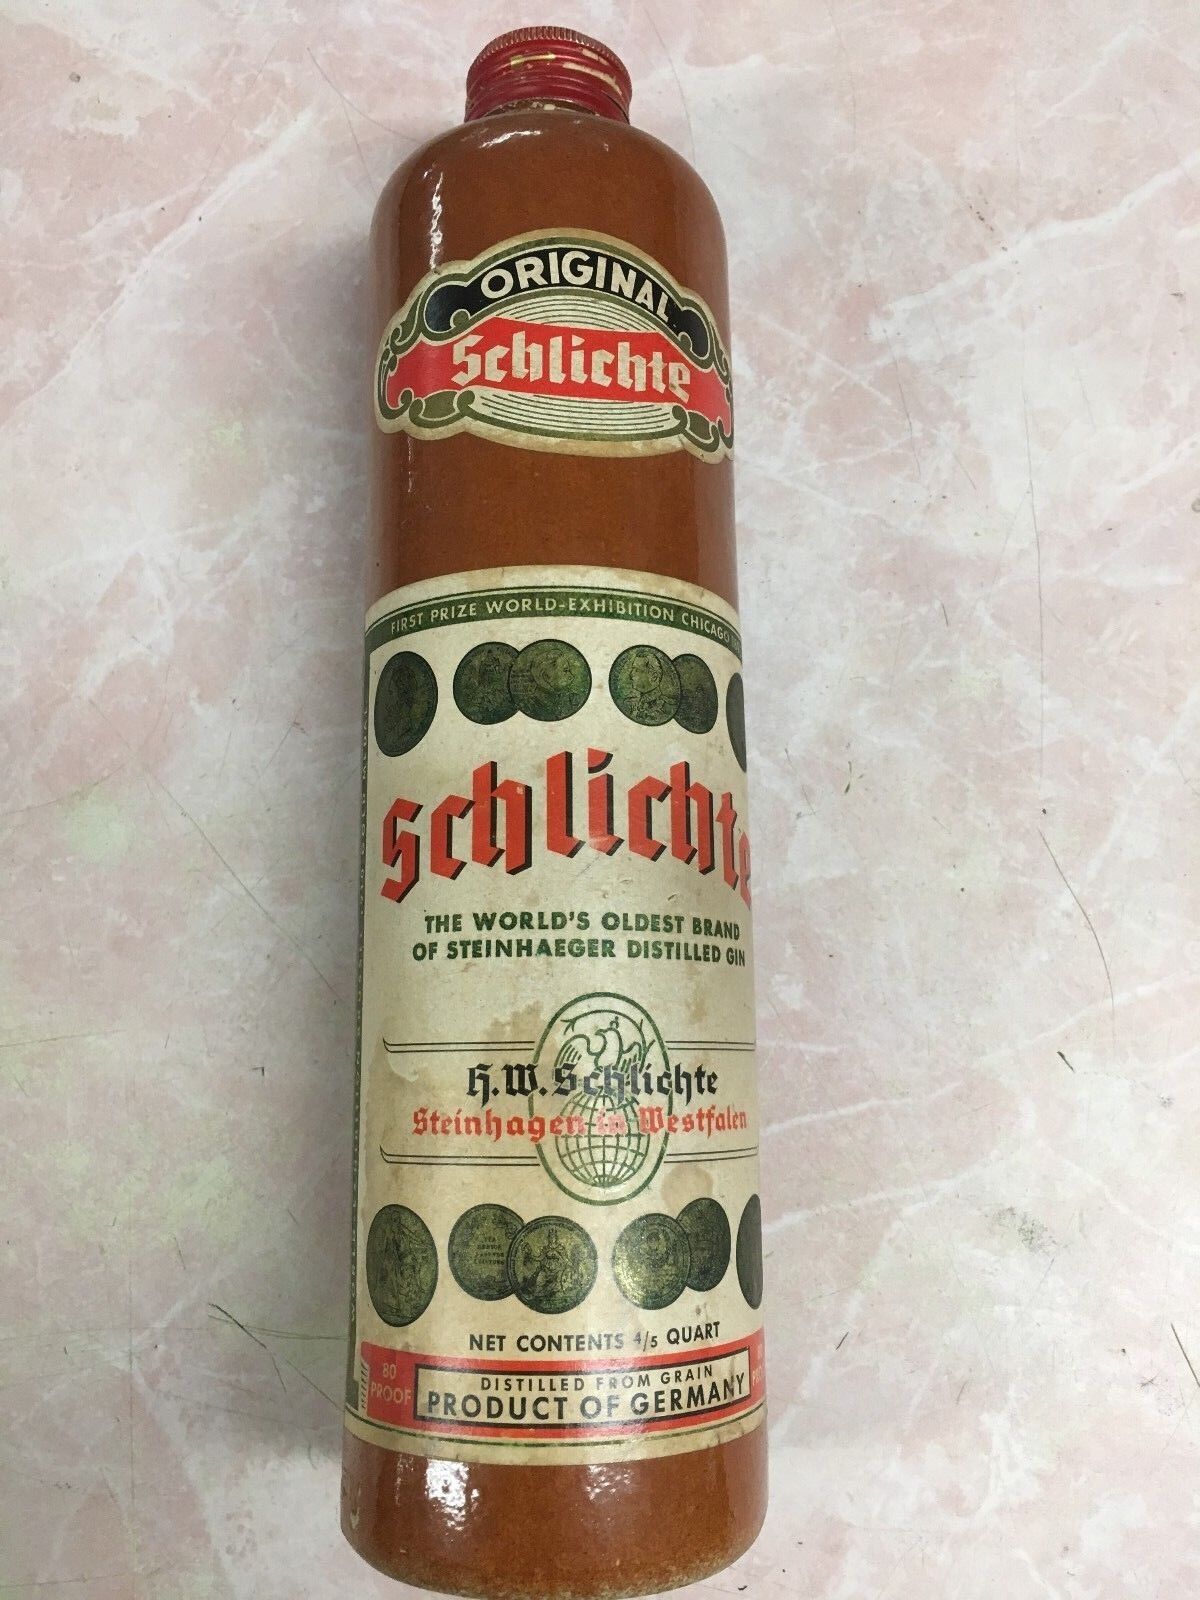 ORIGINAL
Schlichte
FIRST PRIZE WORLD-EXHIBITION CHICAGO
Schlichte
THE WORLD'S OLDEST BRAND
OF STEINHAEGER DISTILLED GIN
H.W. Schlichte
Steinhagen in Westfalen
NET CONTENTS 4/5 QUART
80
PROOF
DISTILLED FROM GRAIN
PRODUCT OF GERMANY